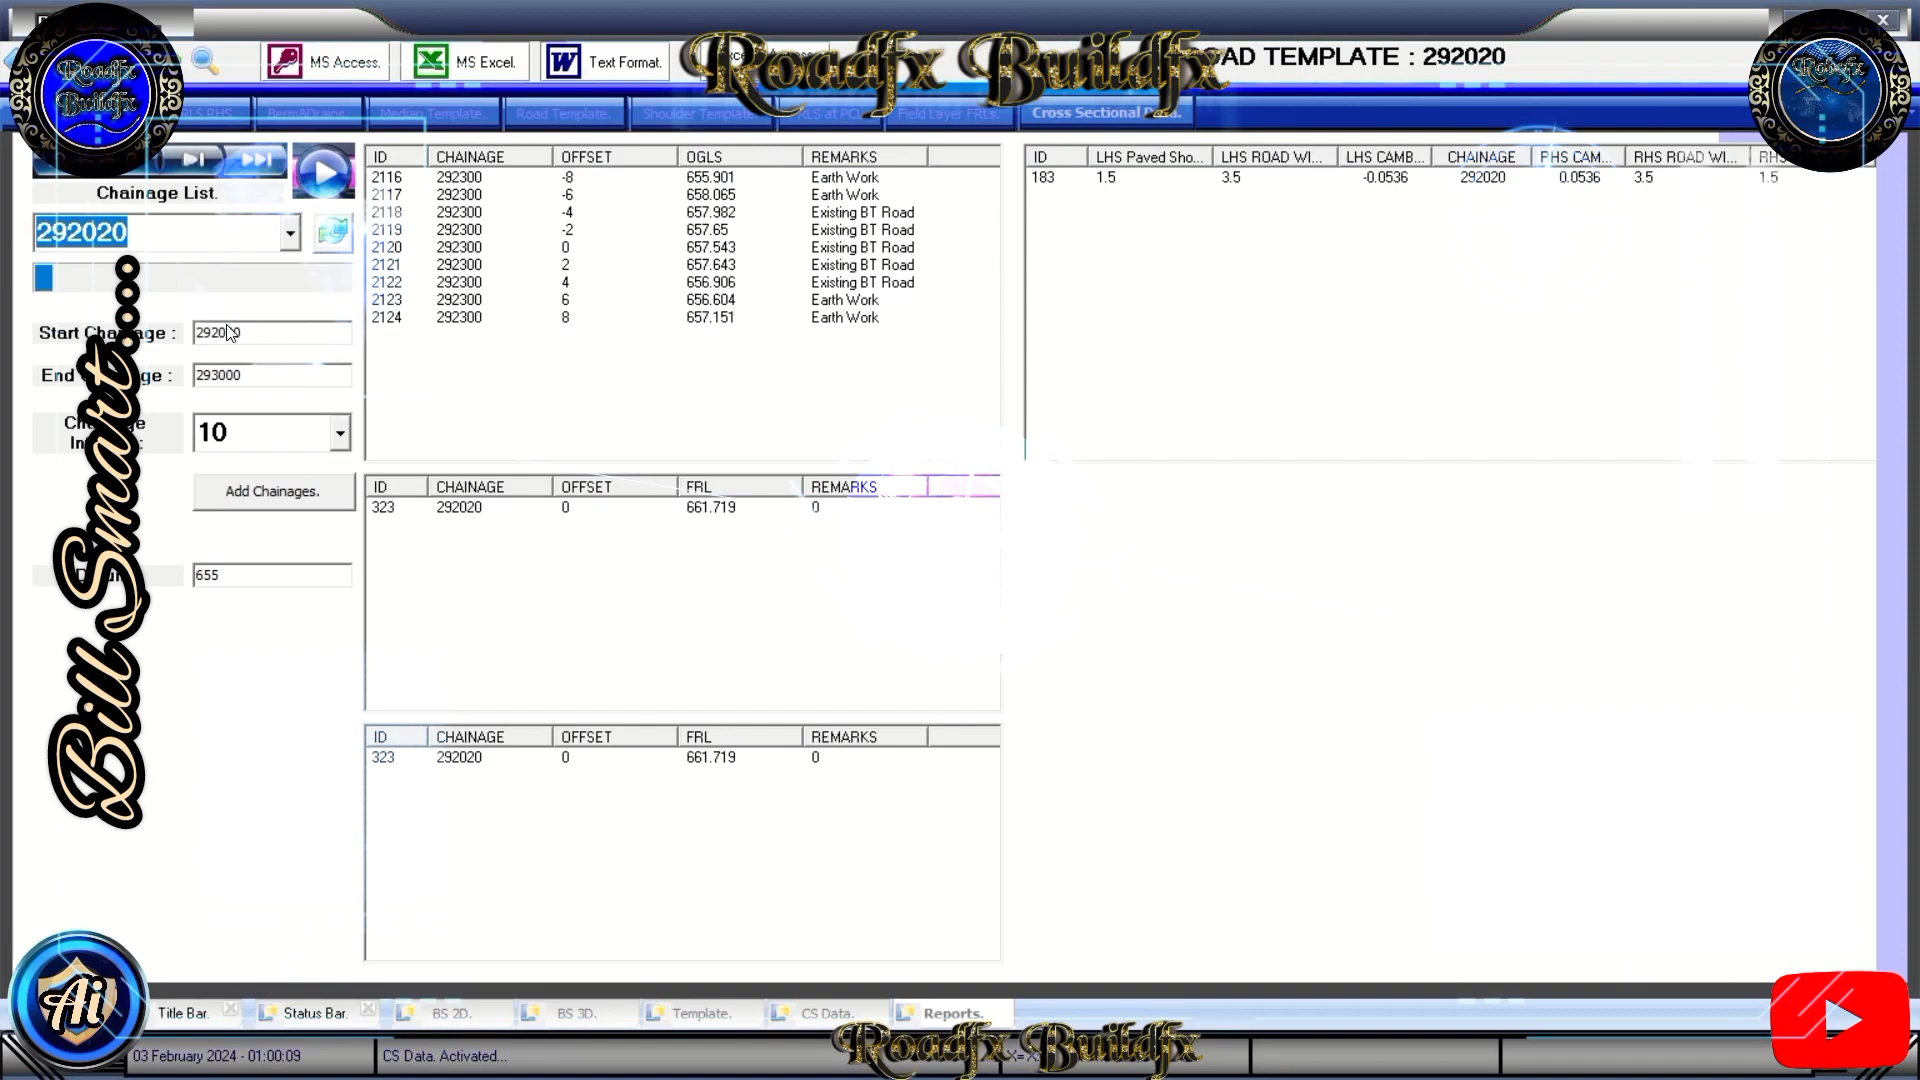 MS Access.
MS Excel.
Text Format.
Roadfx Buildfx
AD TEMPLATE : 292020
Roadfx
Buildfx
Median Template.
Road Template.
Shoulder Template.
Field Layer FRLs.
Cross Sectional
Chainage List.
292020
Start Chainage :
End
293000
10
Add Chainages.
655
ID CHAINAGE OFFSET OGLS REMARKS
2116 292300 -8 655.901 Earth Work
2117 292300 -6 658.065 Earth Work
2118 292300 -4 657.982 Existing BT Road
2119 292300 -2 657.65 Existing BT Road
2120 292300 0 657.543 Existing BT Road
2121 292300 2 657.643 Existing BT Road
2122 292300 4 656.906 Existing BT Road
2123 292300 6 656.604 Earth Work
2124 292300 8 657.151 Earth Work
ID LHS Paved Sho... LHS ROAD WI... LHS CAMB... CHAINAGE RHS CAM... RHS ROAD WI... RHS
183 1.5 3.5 -0.0536 292020 0.0536 3.5 1.5
ID CHAINAGE OFFSET FRL REMARKS
323 292020 0 661.719 0
ID CHAINAGE OFFSET FRL REMARKS
323 292020 0 661.719 0
Bill Smart.....
Ai
Title Bar.
Status Bar.
BS 2D.
BS 3D.
Template.
CS Data.
Reports.
03 February 2024 - 01:00:09
CS Data. Activated...
Roadfx Buildfx